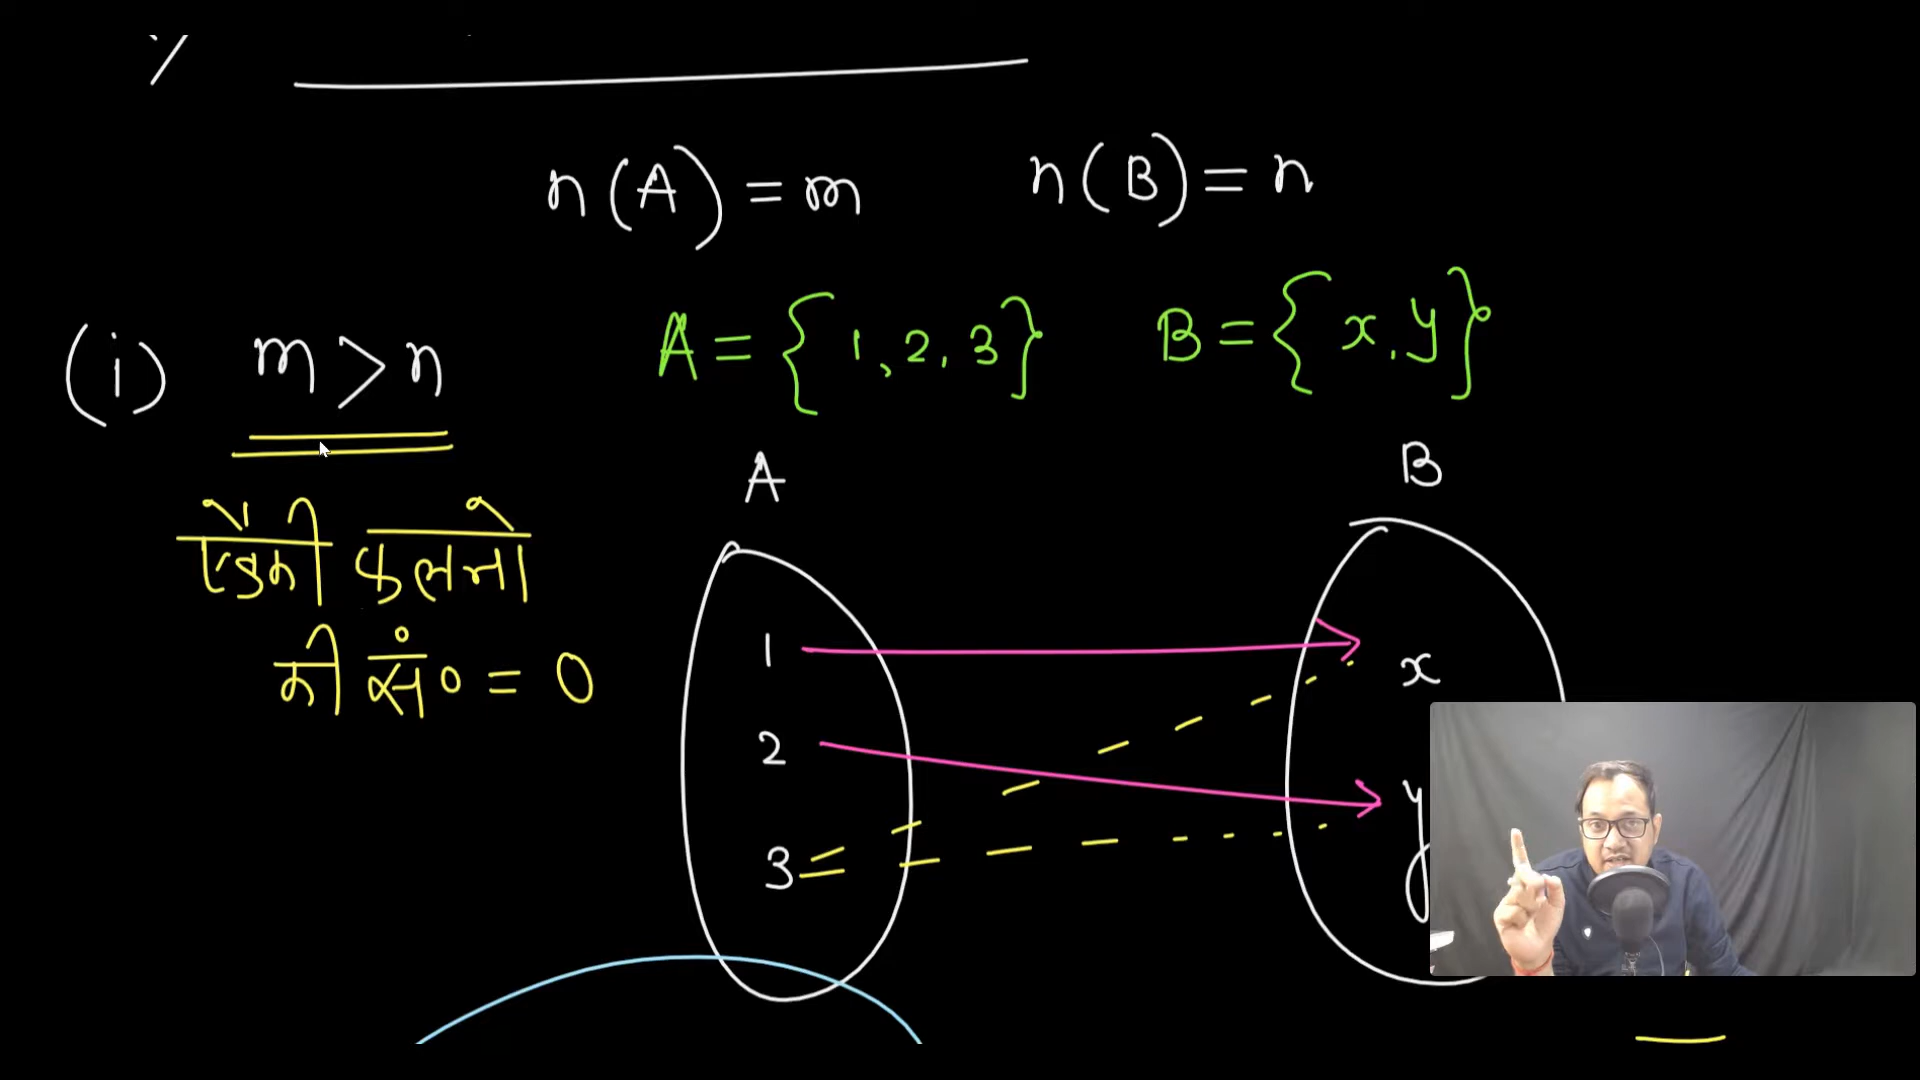 n(A) = m n(B) = n
(i) m > n A = {1, 2, 3} B = {x, y}
A B
एकैकी फलनों
की सं० = 0
1 x
2 y
3